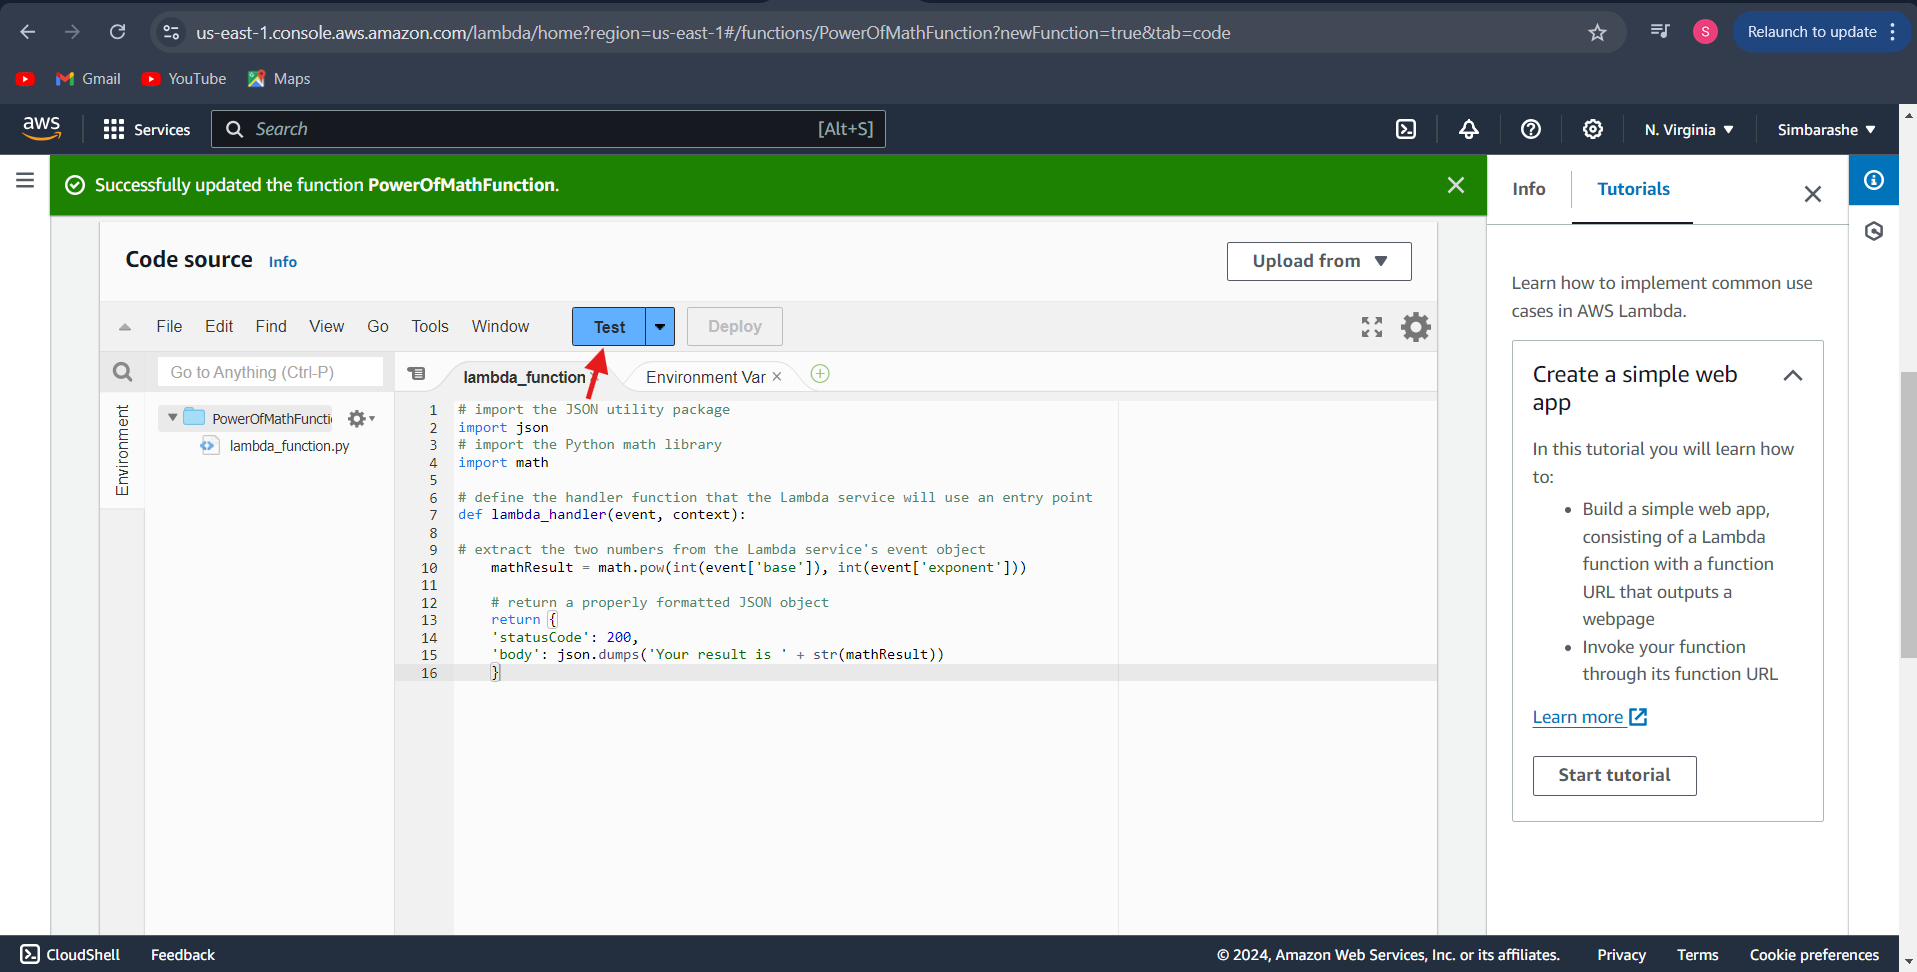 us-east-1.console.aws.amazon.com/lambda/home?region=us-east-1#/functions/PowerOfMathFunction?newFunction=true&tab=code
S
Relaunch to update
Gmail
YouTube
Maps
aws
Services
Search
[Alt+S]
N. Virginia
Simbarashe
Successfully updated the function PowerOfMathFunction.
Info
Tutorials
Code source
Info
Upload from
Learn how to implement common use
cases in AWS Lambda.
File
Edit
Find
View
Go
Tools
Window
Test
Deploy
Go to Anything (Ctrl-P)
lambda_function
Environment Var
Environment
PowerOfMathFuncti
lambda_function.py
1 # import the JSON utility package
2 import json
3 # import the Python math library
4 import math
5
6 # define the handler function that the Lambda service will use an entry point
7 def lambda_handler(event, context):
8
9 # extract the two numbers from the Lambda service's event object
10 mathResult = math.pow(int(event['base']), int(event['exponent']))
11
12 # return a properly formatted JSON object
13 return {
14 'statusCode': 200,
15 'body': json.dumps('Your result is ' + str(mathResult))
16 }
Create a simple web
app
In this tutorial you will learn how
to:
• Build a simple web app,
consisting of a Lambda
function with a function
URL that outputs a
webpage
• Invoke your function
through its function URL
Learn more
Start tutorial
CloudShell
Feedback
© 2024, Amazon Web Services, Inc. or its affiliates.
Privacy
Terms
Cookie preferences